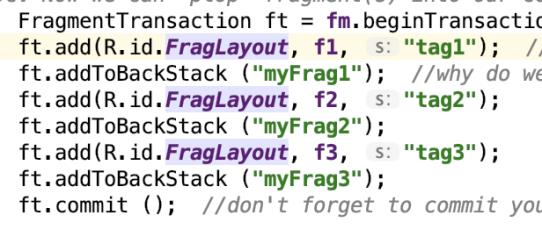 FragmentTransaction ft = fm.beginTransactio
ft.add(R.id.FragLayout, f1, s: "tag1"); //
ft.addToBackStack ("myFrag1"); //why do we
ft.add(R.id.FragLayout, f2, s: "tag2");
ft.addToBackStack ("myFrag2");
ft.add(R.id.FragLayout, f3, s: "tag3");
ft.addToBackStack ("myFrag3");
ft.commit (); //don't forget to commit you